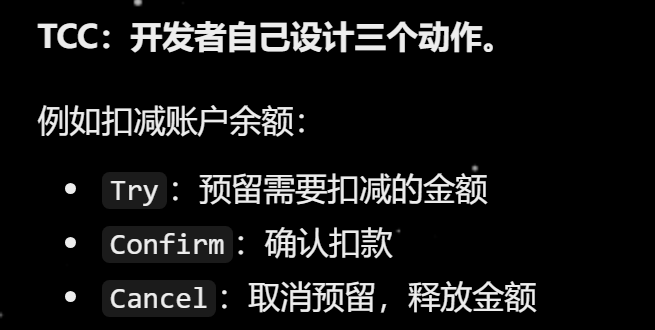 TCC：开发者自己设计三个动作。
例如扣减账户余额：
• Try：预留需要扣减的金额
• Confirm：确认扣款
• Cancel：取消预留，释放金额